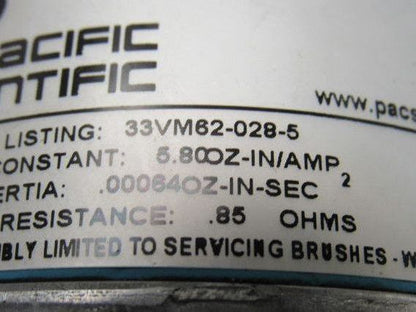 ACIFIC
NTIFIC
www.pacs
LISTING: 33VM62-028-5
CONSTANT: 5.80OZ-IN/AMP
ERTIA: .00064OZ-IN-SEC 2
RESISTANCE: .85 OHMS
BLY LIMITED TO SERVICING BRUSHES - W